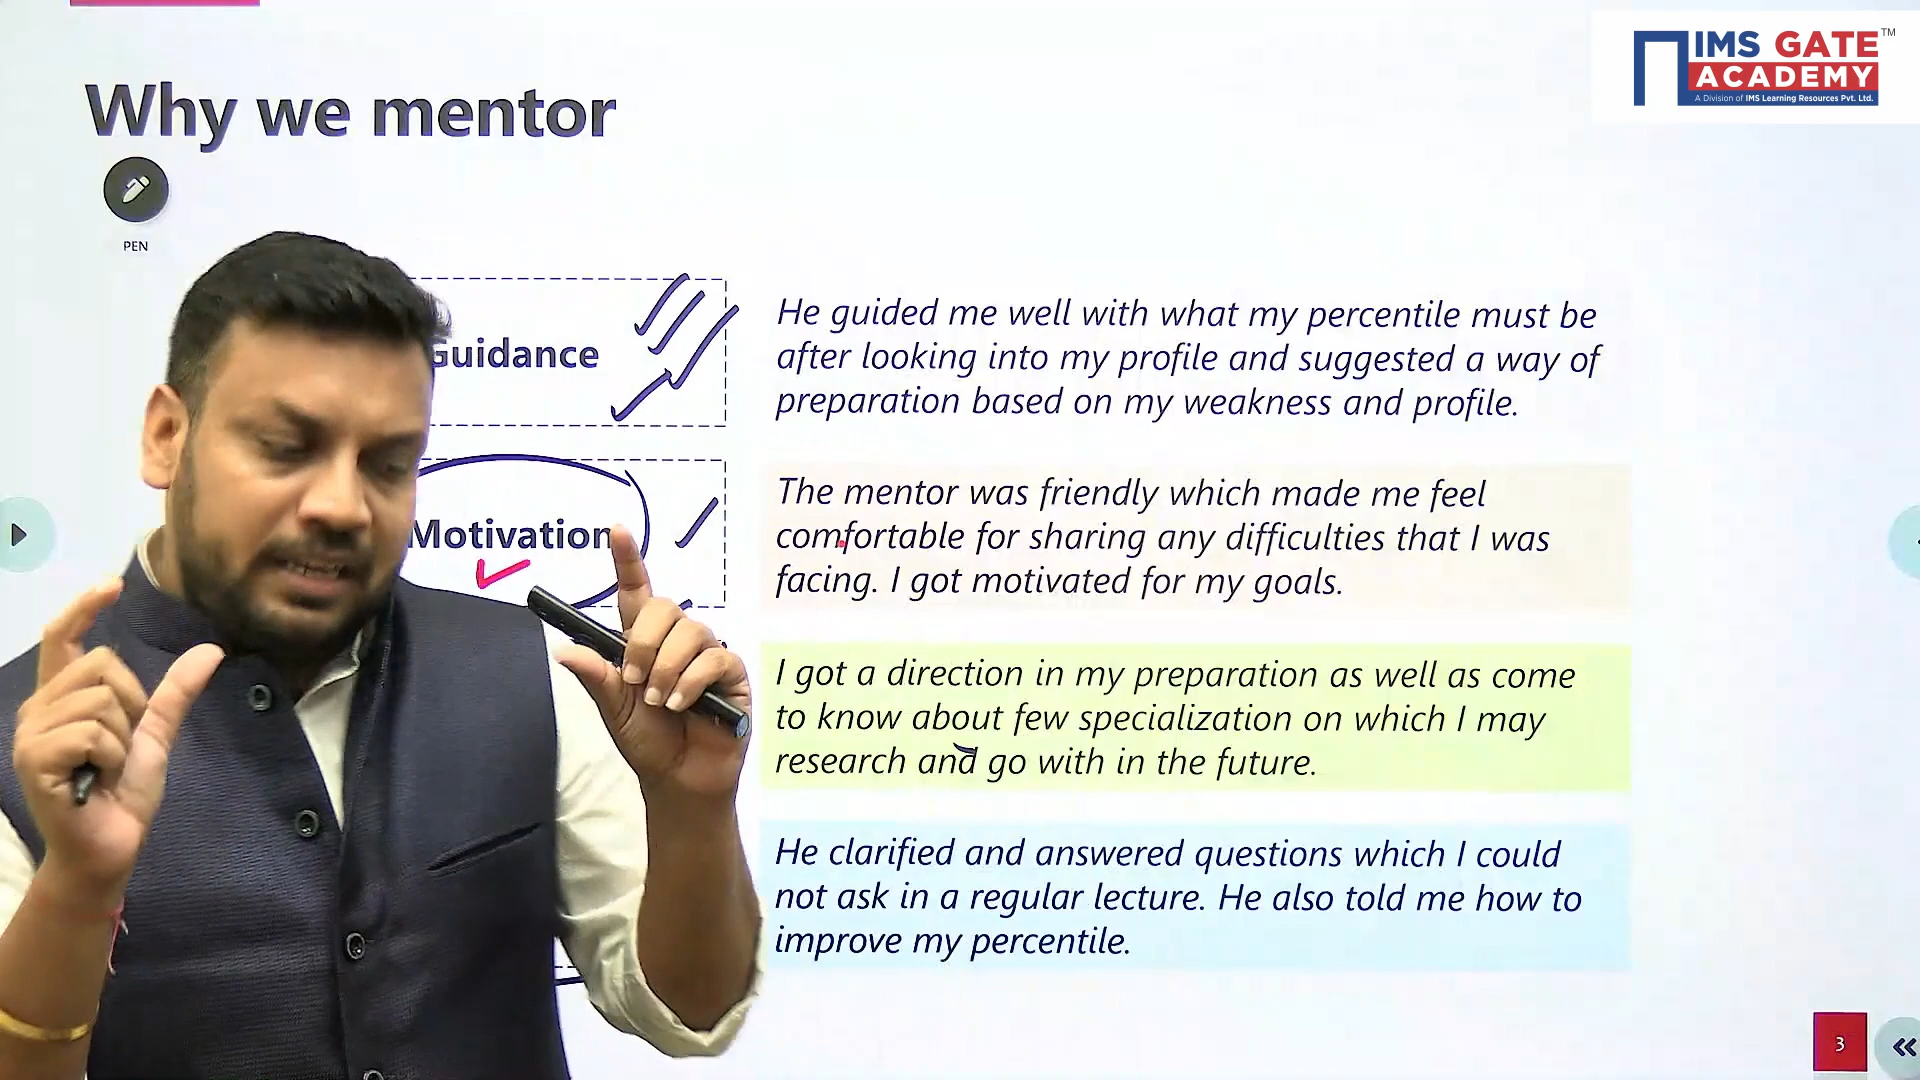 IMS GATE™
ACADEMY
A Division of IMS Learning Resources Pvt. Ltd.
Why we mentor
PEN
Guidance
He guided me well with what my percentile must be
after looking into my profile and suggested a way of
preparation based on my weakness and profile.
Motivation
The mentor was friendly which made me feel
comfortable for sharing any difficulties that I was
facing. I got motivated for my goals.
I got a direction in my preparation as well as come
to know about few specialization on which I may
research and go with in the future.
He clarified and answered questions which I could
not ask in a regular lecture. He also told me how to
improve my percentile.
3